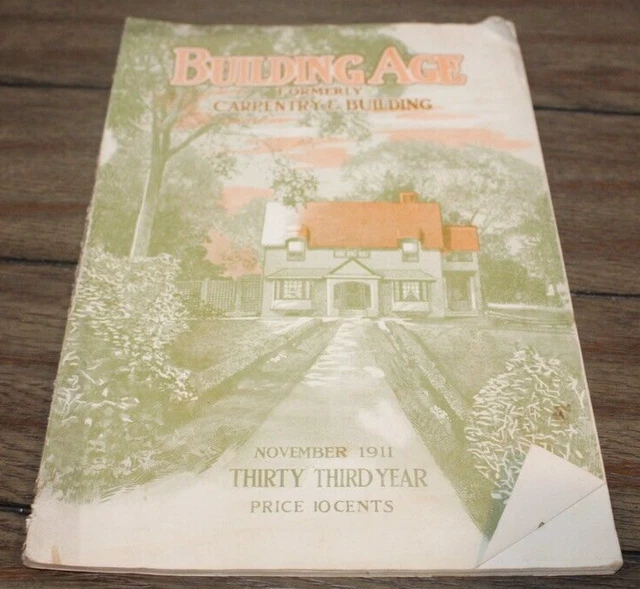 BUILDING AGE
FORMERLY
CARPENTRY & BUILDING
NOVEMBER 1911
THIRTY THIRD YEAR
PRICE 10 CENTS